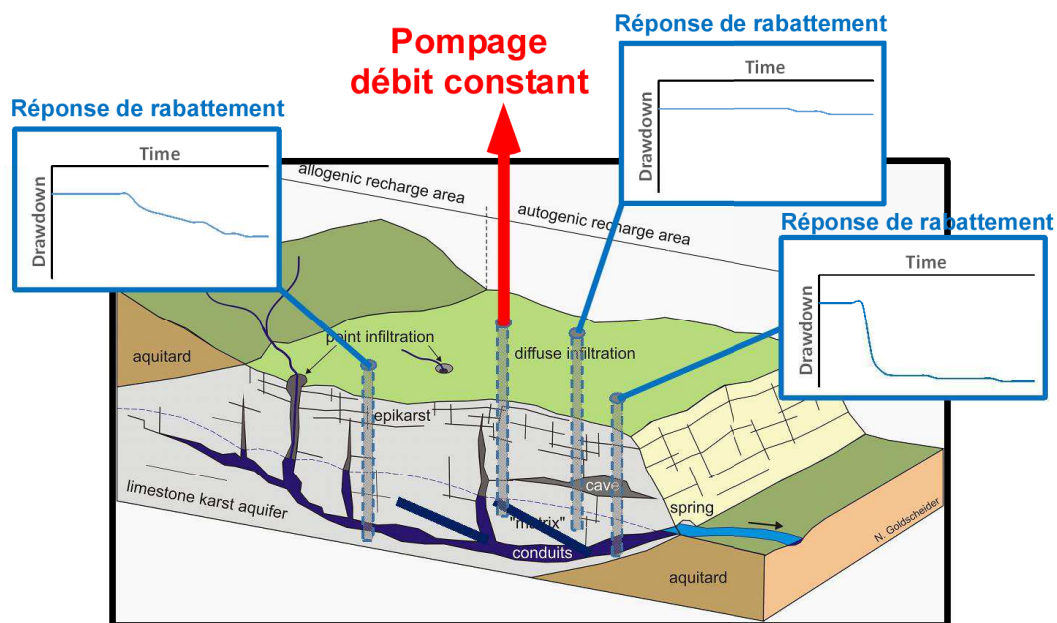 Réponse de rabattement
Time
Drawdown
Pompage
débit constant
Réponse de rabattement
Time
Drawdown
Réponse de rabattement
Time
Drawdown
allogenic recharge area
autogenic recharge area
point infiltration
diffuse infiltration
aquitard
epikarst
limestone karst aquifer
cave
"matrix"
spring
conduits
aquitard
N. Goldscheider